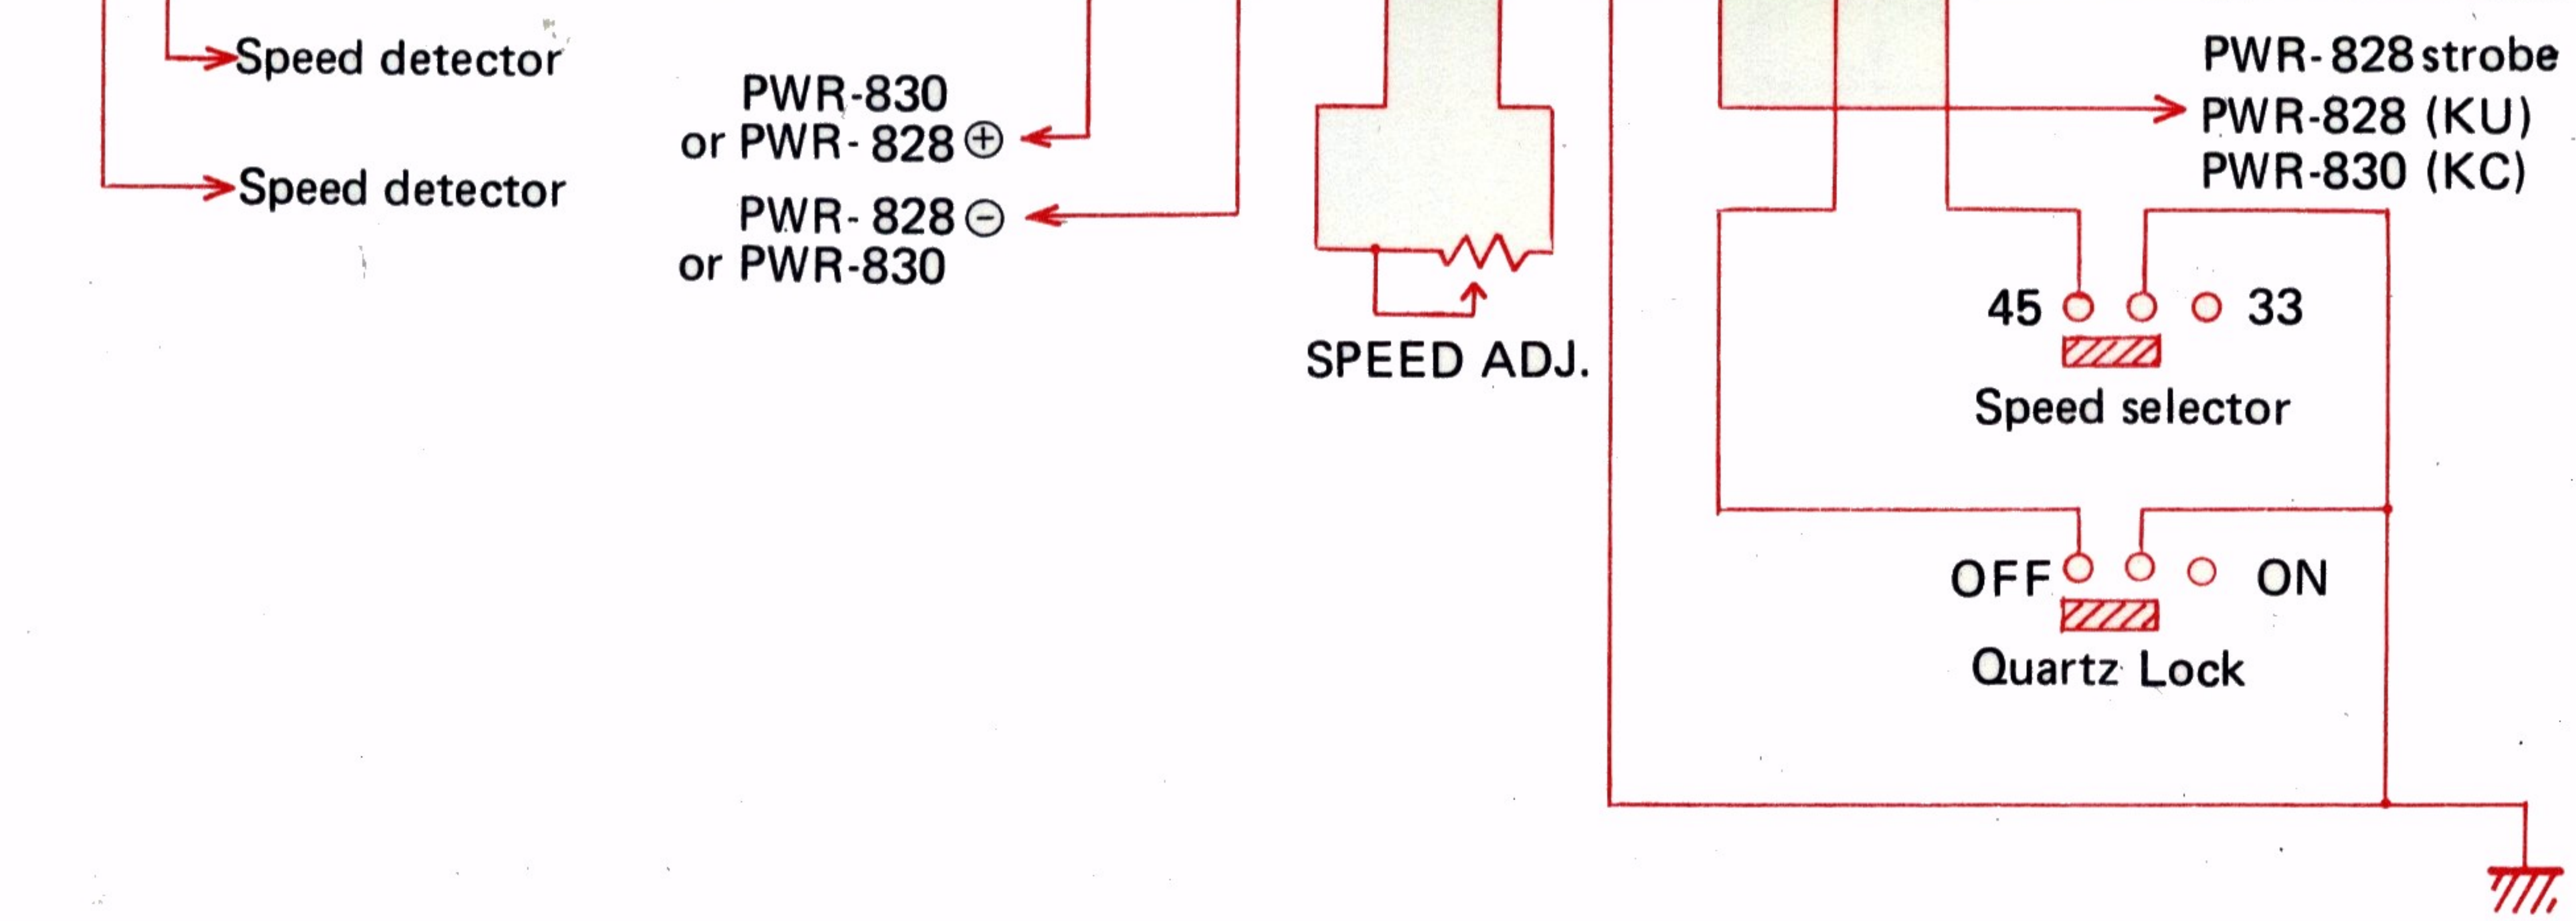 Speed detector
Speed detector
PWR-830
or PWR-828 ⊕
PWR-828 ⊖
or PWR-830
SPEED ADJ.
PWR-828 strobe
PWR-828 (KU)
PWR-830 (KC)
45 33
Speed selector
OFF ON
Quartz Lock